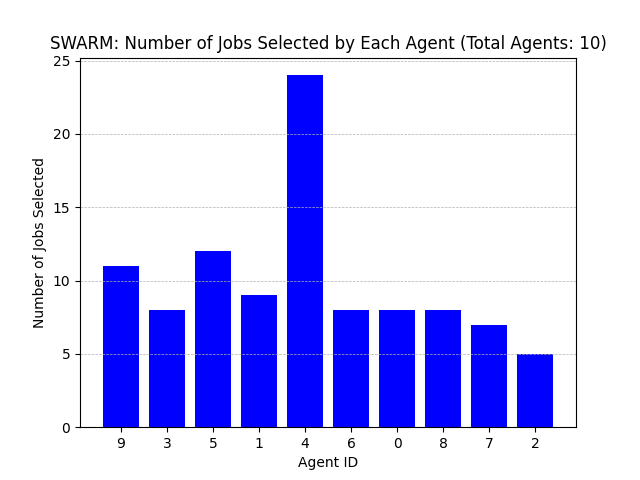 SWARM: Number of Jobs Selected by Each Agent (Total Agents: 10)
25
20
15
10
5
0
Number of Jobs Selected
9 3 5 1 4 6 0 8 7 2
Agent ID